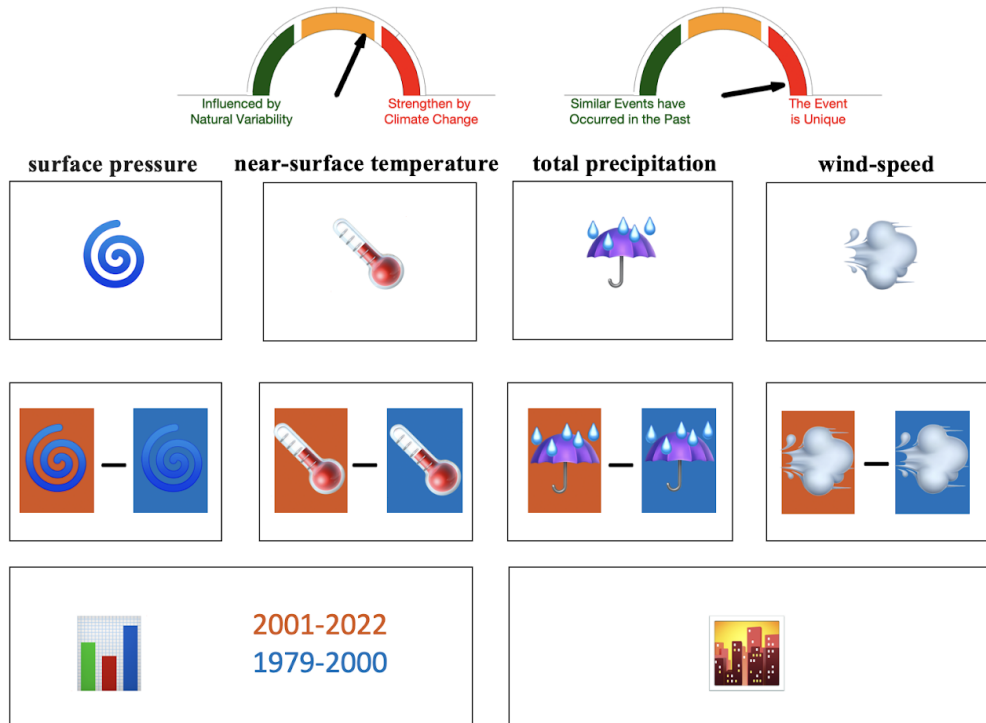 Influenced by
Natural Variability
Strengthen by
Climate Change
Similar Events have
Occurred in the Past
The Event
is Unique
surface pressure
near-surface temperature
total precipitation
wind-speed
2001-2022
1979-2000